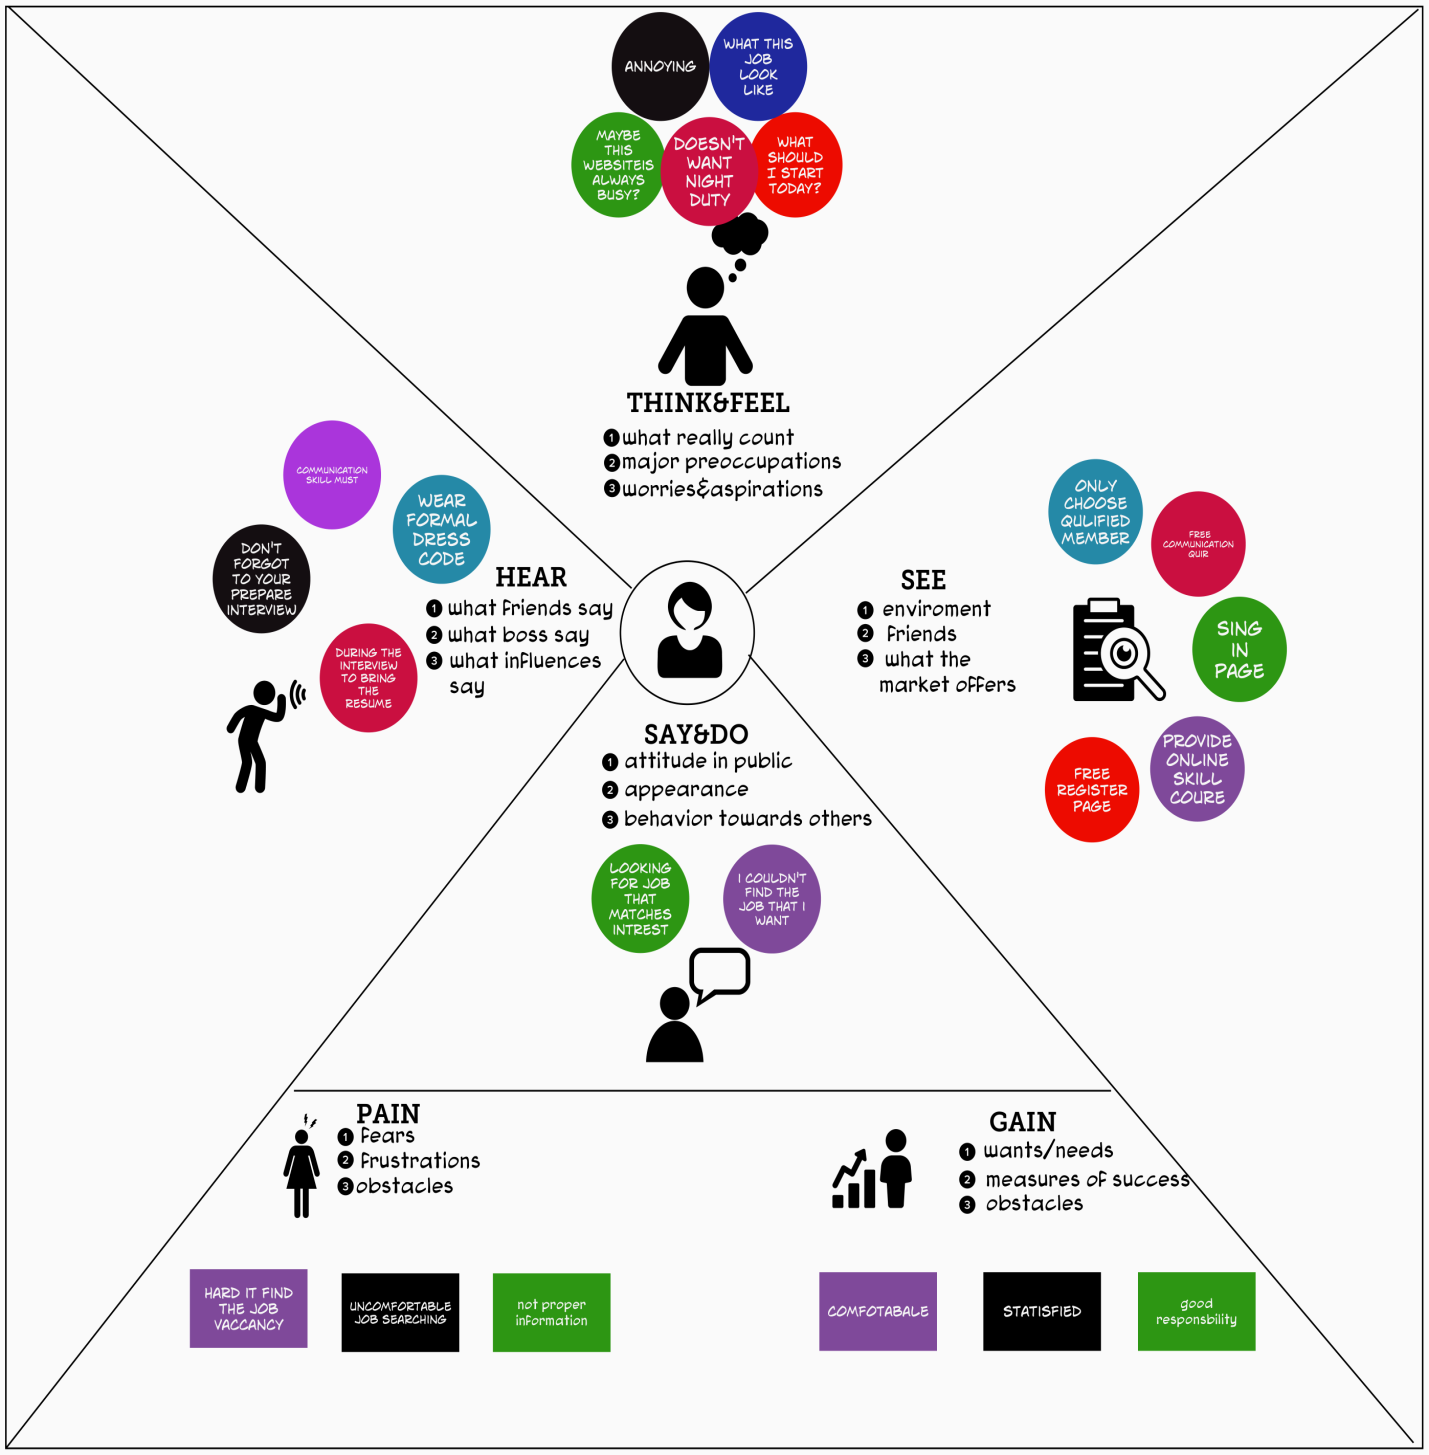 ANNOYING
WHAT THIS
JOB
LOOK
LIKE
MAYBE
THIS
WEBSITEIS
ALWAYS
BUSY?
DOESN'T
WANT
NIGHT
DUTY
WHAT
SHOULD
I START
TODAY?
THINK&FEEL
1 what really count
2 major preoccupations
3 worries&aspirations
COMMUNICATION
SKILL MUST
WEAR
FORMAL
DRESS
CODE
DON'T
FORGOT
TO YOUR
PREPARE
INTERVIEW
DURING THE
INTERVIEW
TO BRING
THE
RESUME
HEAR
1 what friends say
2 what boss say
3 what influences
say
SEE
1 enviroment
2 friends
3 what the
market offers
ONLY
CHOOSE
QULIFIED
MEMBER
FREE
COMMUNICATION
QUIR
SING
IN
PAGE
PROVIDE
ONLINE
SKILL
COURE
FREE
REGISTER
PAGE
SAY&DO
1 attitude in public
2 appearance
3 behavior towards others
LOOKING
FOR JOB
THAT
MATCHES
INTREST
I COULDN'T
FIND THE
JOB THAT I
WANT
PAIN
1 fears
2 frustrations
3 obstacles
HARD IT FIND
THE JOB
VACCANCY
UNCOMFORTABLE
JOB SEARCHING
not proper
information
GAIN
1 wants/needs
2 measures of success
3 obstacles
COMFOTABALE
STATISFIED
good
responsbility